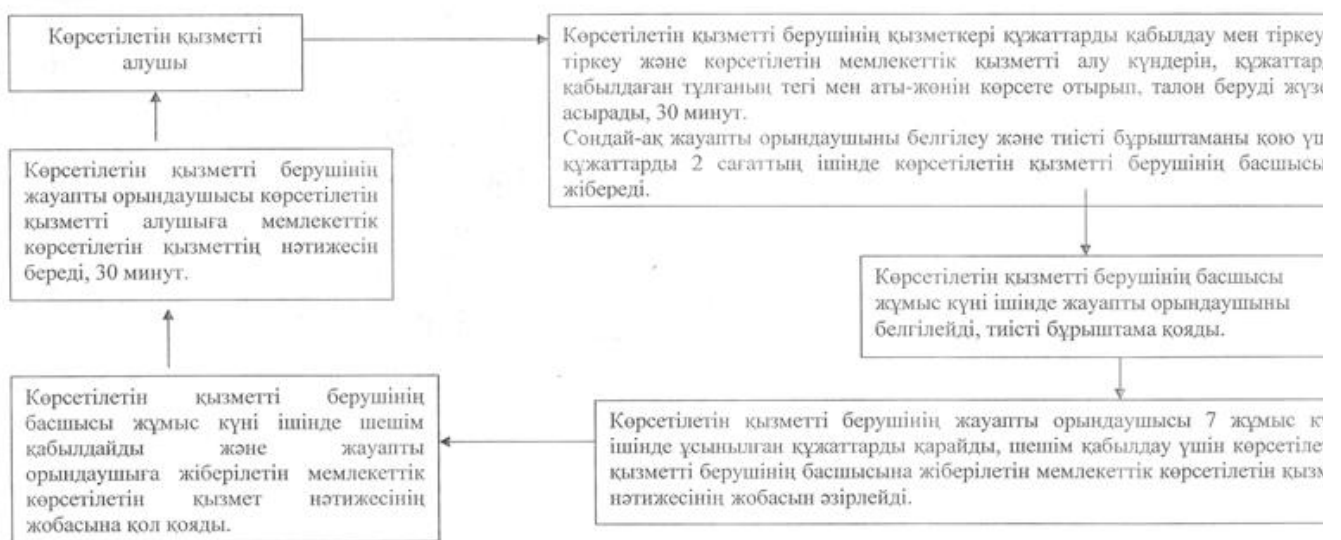 Көрсетілетін қызметті
алушы
Көрсетілетін қызметті берушінің қызметкері құжаттарды қабылдау мен тіркеу
тіркеу және көрсетілетін мемлекеттік қызметті алу күндерін,
қабылдаған тұлғаның тегі мен аты-жөнін көрсете отырып, талон беруді
асырады, 30 минут.
Сондай-ақ жауапты орындаушыны белгілеу және тиісті бұрыштаманы қою
құжаттарды 2 сағаттың ішінде көрсетілетін қызметті берушінің
жібереді.
Көрсетілетін қызметті берушінің басшысы
жұмыс күні ішінде жауапты орындаушыны
белгілейді, тиісті бұрыштама қояды.
Көрсетілетін қызметті берушінің жауапты орындаушысы 7 жұмыс
ішінде ұсынылған құжаттарды қарайды, шешім қабылдау үшін
қызметті берушінің басшысына жіберілетін мемлекеттік көрсетілетін
нәтижесінің жобасын әзірлейді.
Көрсетілетін қызметті берушінің
басшысы жұмыс күні ішінде шешім
қабылдайды және жауапты
орындаушыға жіберілетін мемлекеттік
көрсетілетін қызмет нәтижесінің
жобасына қол қояды.
Көрсетілетін қызметті берушінің
жауапты орындаушысы көрсетілетін
қызметті алушыға мемлекеттік
көрсетілетін қызметтің нәтижесін
береді, 30 минут.